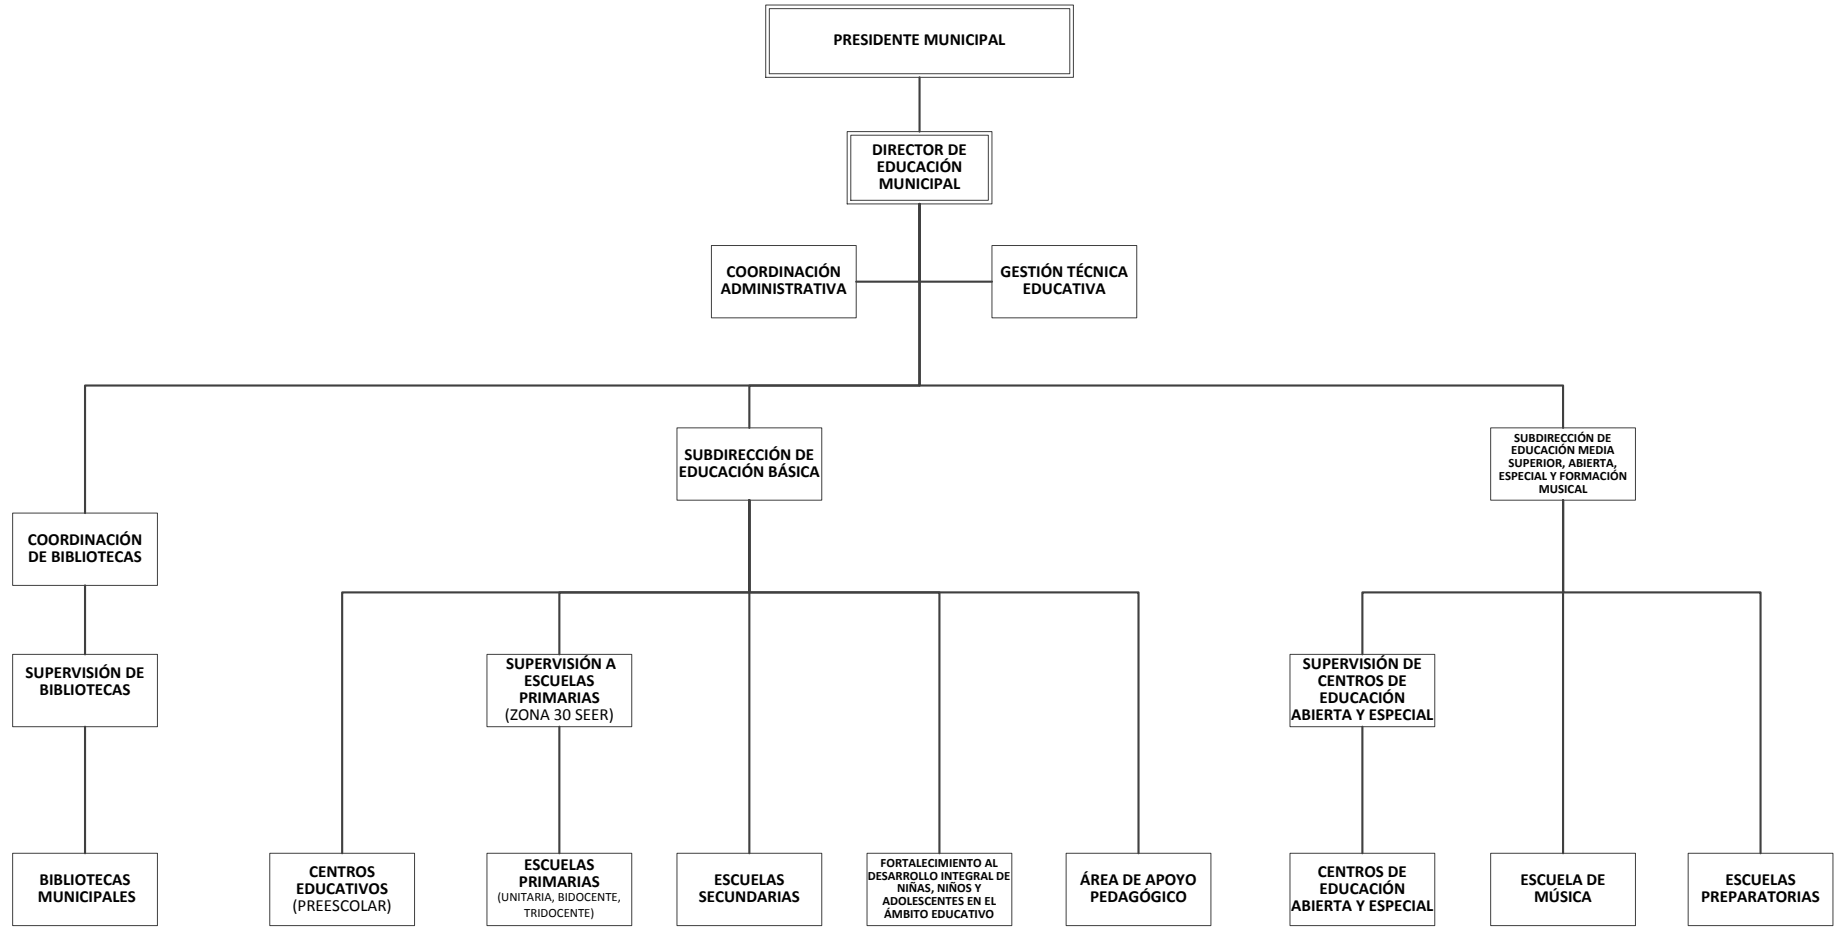 PRESIDENTE MUNICIPAL
DIRECTOR DE
EDUCACIÓN
MUNICIPAL
COORDINACIÓN
ADMINISTRATIVA
GESTIÓN TÉCNICA
EDUCATIVA
SUBDIRECCIÓN DE
EDUCACIÓN BÁSICA
SUBDIRECCIÓN DE
EDUCACIÓN MEDIA
SUPERIOR, ABIERTA,
ESPECIAL Y FORMACIÓN
MUSICAL
COORDINACIÓN
DE BIBLIOTECAS
SUPERVISIÓN DE
BIBLIOTECAS
SUPERVISIÓN A
ESCUELAS
PRIMARIAS
(ZONA 30 SEER)
SUPERVISIÓN DE
CENTROS DE
EDUCACIÓN
ABIERTA Y ESPECIAL
BIBLIOTECAS
MUNICIPALES
CENTROS
EDUCATIVOS
(PREESCOLAR)
ESCUELAS
PRIMARIAS
(UNITARIA, BIDOCENTE,
TRIDOCENTE)
ESCUELAS
SECUNDARIAS
FORTALECIMIENTO AL
DESARROLLO INTEGRAL DE
NIÑAS, NIÑOS Y
ADOLESCENTES EN EL
ÁMBITO EDUCATIVO
ÁREA DE APOYO
PEDAGÓGICO
CENTROS DE
EDUCACIÓN
ABIERTA Y ESPECIAL
ESCUELA DE
MÚSICA
ESCUELAS
PREPARATORIAS